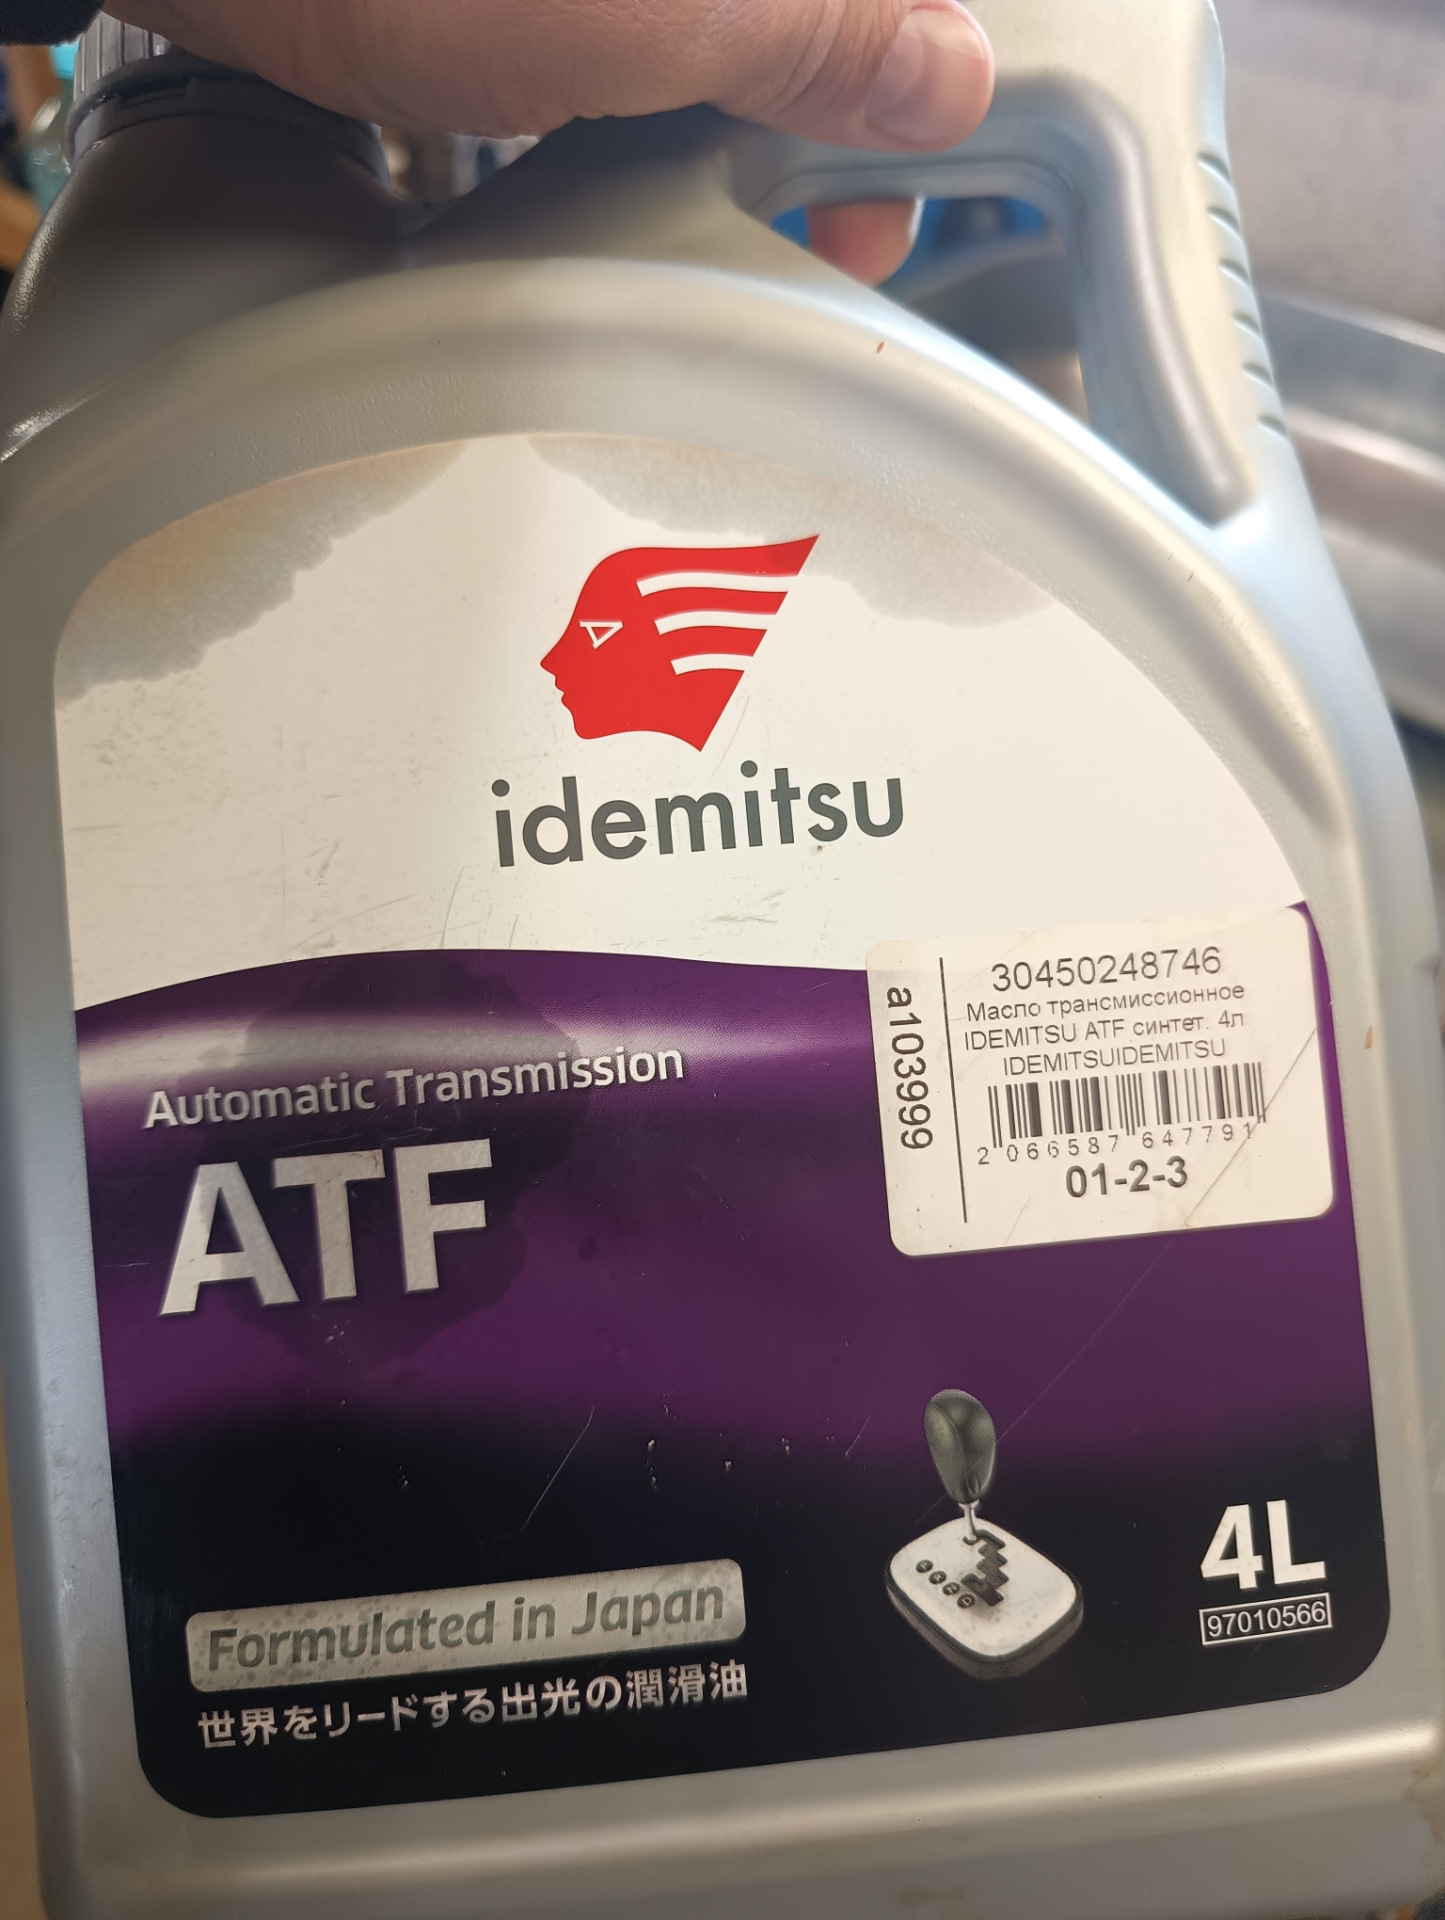 idemitsu
30450248746
Масло трансмиссионное
IDEMITSU ATF синтет. 4л
IDEMITSUIDEMITSU
a103999
2 066587 647791
01-2-3
Automatic Transmission
ATF
4L
97010566
Formulated in Japan
世界をリードする出光の潤滑油